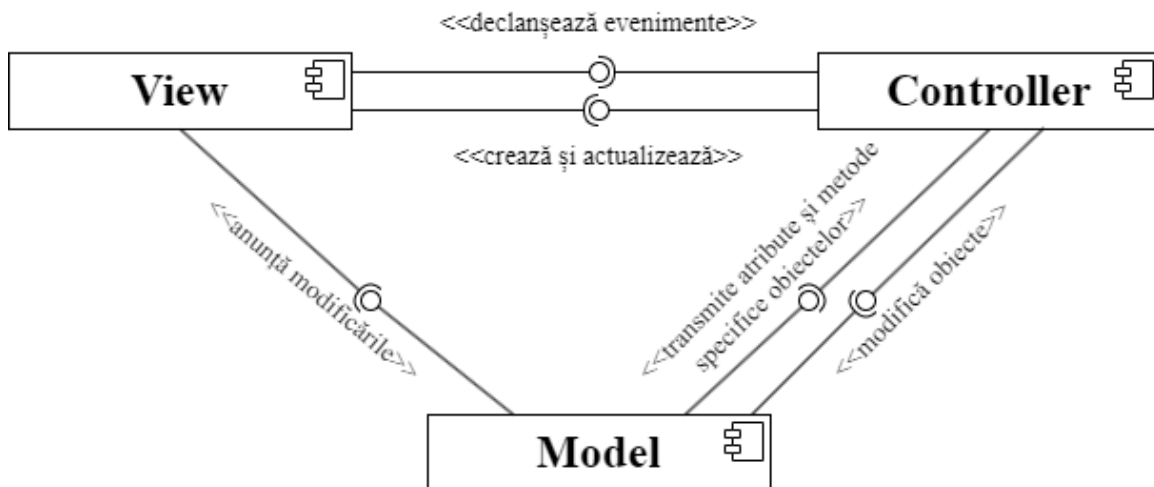 <<declanșează evenimente>>
View
Controller
<<crează și actualizează>>
<<anunță modificările>>
<<transmite atribute și metode
specifice obiectelor>>
<<modifică obiecte>>
Model